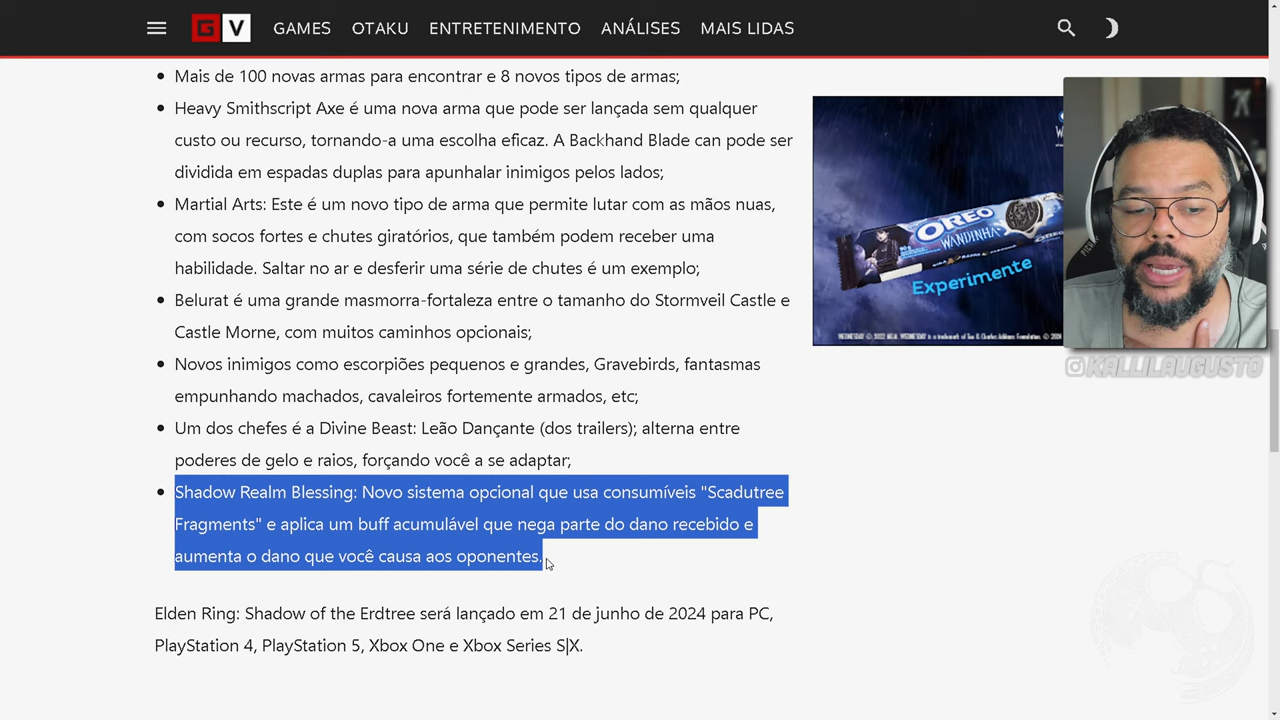 GV
GAMES
OTAKU
ENTRETENIMENTO
ANÁLISES
MAIS LIDAS
Mais de 100 novas armas para encontrar e 8 novos tipos de armas;
Heavy Smithscript Axe é uma nova arma que pode ser lançada sem qualquer
custo ou recurso, tornando-a uma escolha eficaz. A Backhand Blade can pode ser
dividida em espadas duplas para apunhalar inimigos pelos lados;
Martial Arts: Este é um novo tipo de arma que permite lutar com as mãos nuas,
com socos fortes e chutes giratórios, que também podem receber uma
habilidade. Saltar no ar e desferir uma série de chutes é um exemplo;
Belurat é uma grande masmorra-fortaleza entre o tamanho do Stormveil Castle e
Castle Morne, com muitos caminhos opcionais;
Novos inimigos como escorpiões pequenos e grandes, Gravebirds, fantasmas
empunhando machados, cavaleiros fortemente armados, etc;
Um dos chefes é a Divine Beast: Leão Dançante (dos trailers); alterna entre
poderes de gelo e raios, forçando você a se adaptar;
Shadow Realm Blessing: Novo sistema opcional que usa consumíveis "Scadutree
Fragments" e aplica um buff acumulável que nega parte do dano recebido e
aumenta o dano que você causa aos oponentes.
Elden Ring: Shadow of the Erdtree será lançado em 21 de junho de 2024 para PC,
PlayStation 4, PlayStation 5, Xbox One e Xbox Series S|X.
OREO
WANDINHA
Experimente
KALLILAUGUSTO